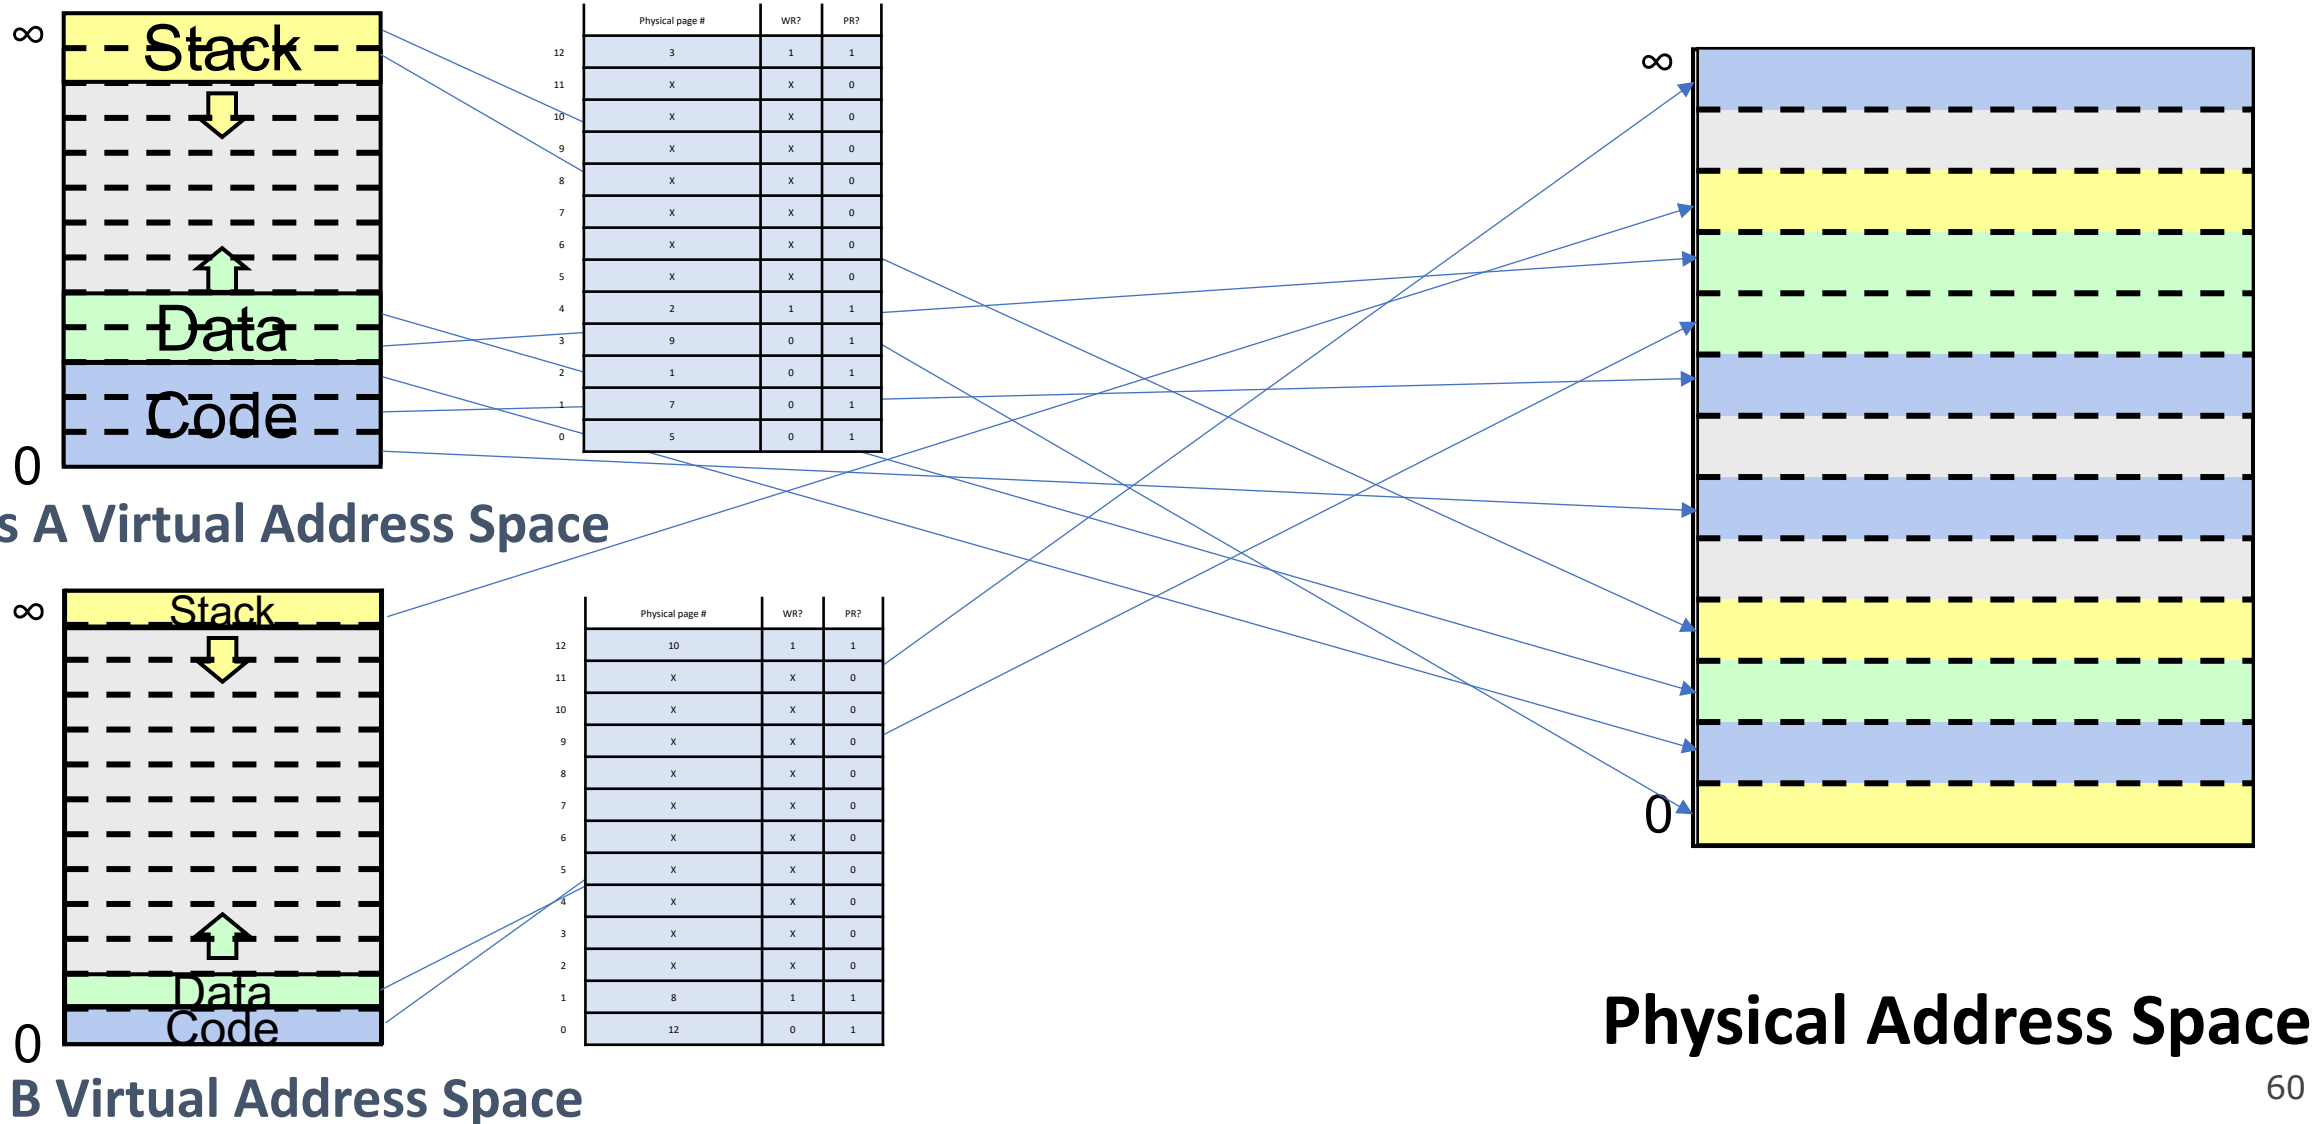 ∞
Stack
Data
Code
0
s A Virtual Address Space
Physical page # WR? PR?
12 3 1 1
11 X X 0
10 X X 0
9 X X 0
8 X X 0
7 X X 0
6 X X 0
5 X X 0
4 2 1 1
3 9 0 1
2 1 0 1
1 7 0 1
0 5 0 1
∞
Stack
Data
Code
0
B Virtual Address Space
Physical page # WR? PR?
12 10 1 1
11 X X 0
10 X X 0
9 X X 0
8 X X 0
7 X X 0
6 X X 0
5 X X 0
4 X X 0
3 X X 0
2 X X 0
1 8 1 1
0 12 0 1
∞
0
Physical Address Space
60